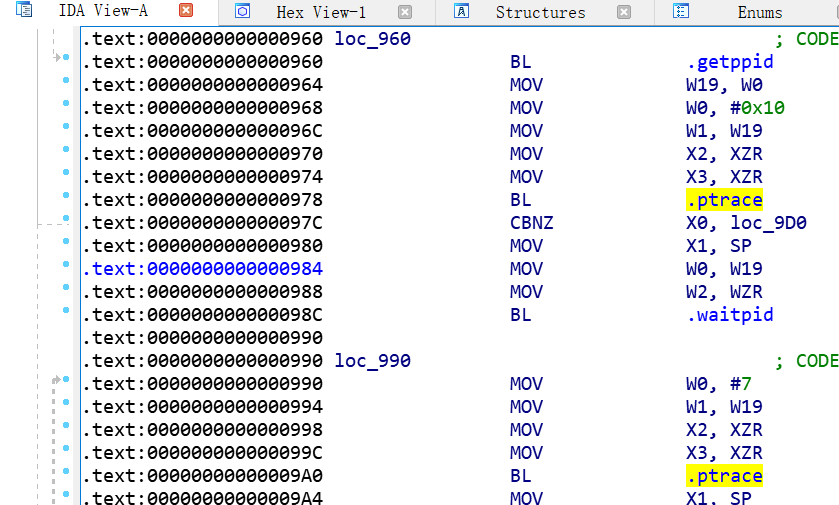 IDA View-A Hex View-1 Structures Enums
.text:0000000000000960 loc_960 ; CODE
.text:0000000000000960 BL .getppid
.text:0000000000000964 MOV W19, W0
.text:0000000000000968 MOV W0, #0x10
.text:000000000000096C MOV W1, W19
.text:0000000000000970 MOV X2, XZR
.text:0000000000000974 MOV X3, XZR
.text:0000000000000978 BL .ptrace
.text:000000000000097C CBNZ X0, loc_9D0
.text:0000000000000980 MOV X1, SP
.text:0000000000000984 MOV W0, W19
.text:0000000000000988 MOV W2, WZR
.text:000000000000098C BL .waitpid
.text:0000000000000990
.text:0000000000000990 loc_990 ; CODE
.text:0000000000000990 MOV W0, #7
.text:0000000000000994 MOV W1, W19
.text:0000000000000998 MOV X2, XZR
.text:000000000000099C MOV X3, XZR
.text:00000000000009A0 BL .ptrace
.text:00000000000009A4 MOV X1, SP